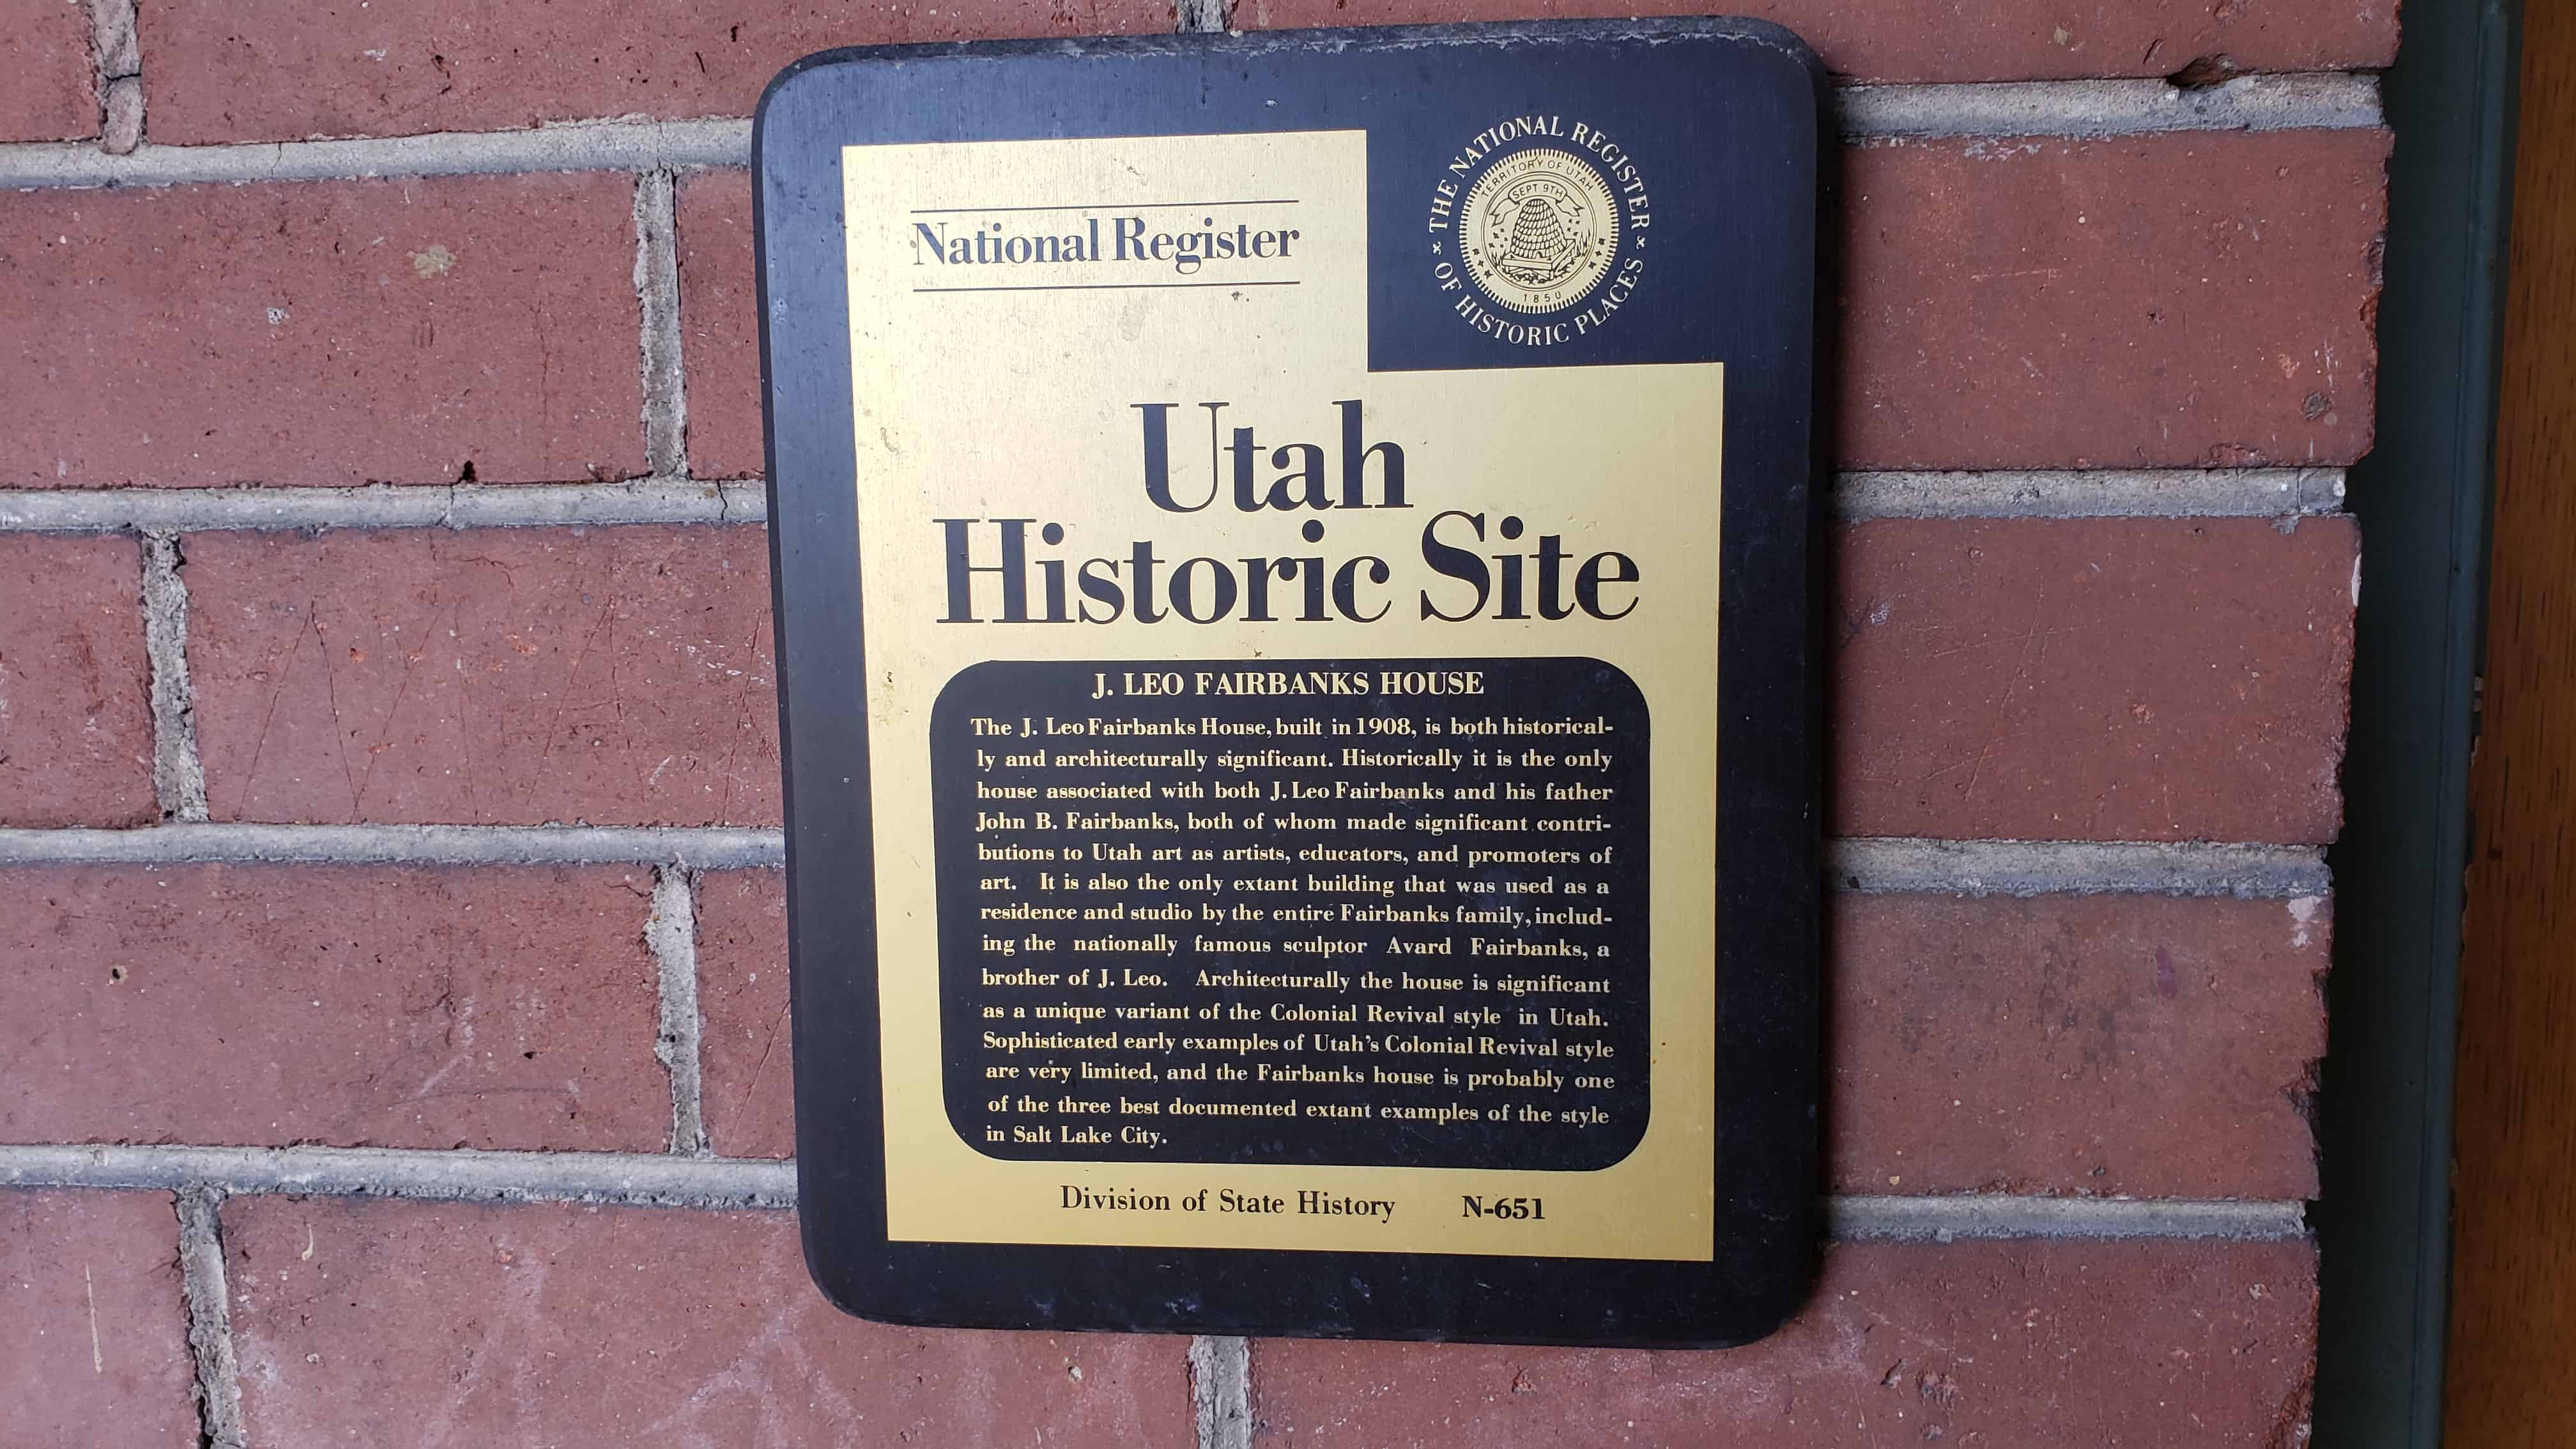 National Register
THE NATIONAL REGISTER
OF HISTORIC PLACES
TERRITORY OF UTAH
SEPT 9TH
1850
Utah
Historic Site
J. LEO FAIRBANKS HOUSE
The J. Leo Fairbanks House, built in 1908, is both historical-
ly and architecturally significant. Historically it is the only
house associated with both J. Leo Fairbanks and his father
John B. Fairbanks, both of whom made significant contri-
butions to Utah art as artists, educators, and promoters of
art. It is also the only extant building that was used as a
residence and studio by the entire Fairbanks family, includ-
ing the nationally famous sculptor Avard Fairbanks, a
brother of J. Leo. Architecturally the house is significant
as a unique variant of the Colonial Revival style in Utah.
Sophisticated early examples of Utah's Colonial Revival style
are very limited, and the Fairbanks house is probably one
of the three best documented extant examples of the style
in Salt Lake City.
Division of State History N-651